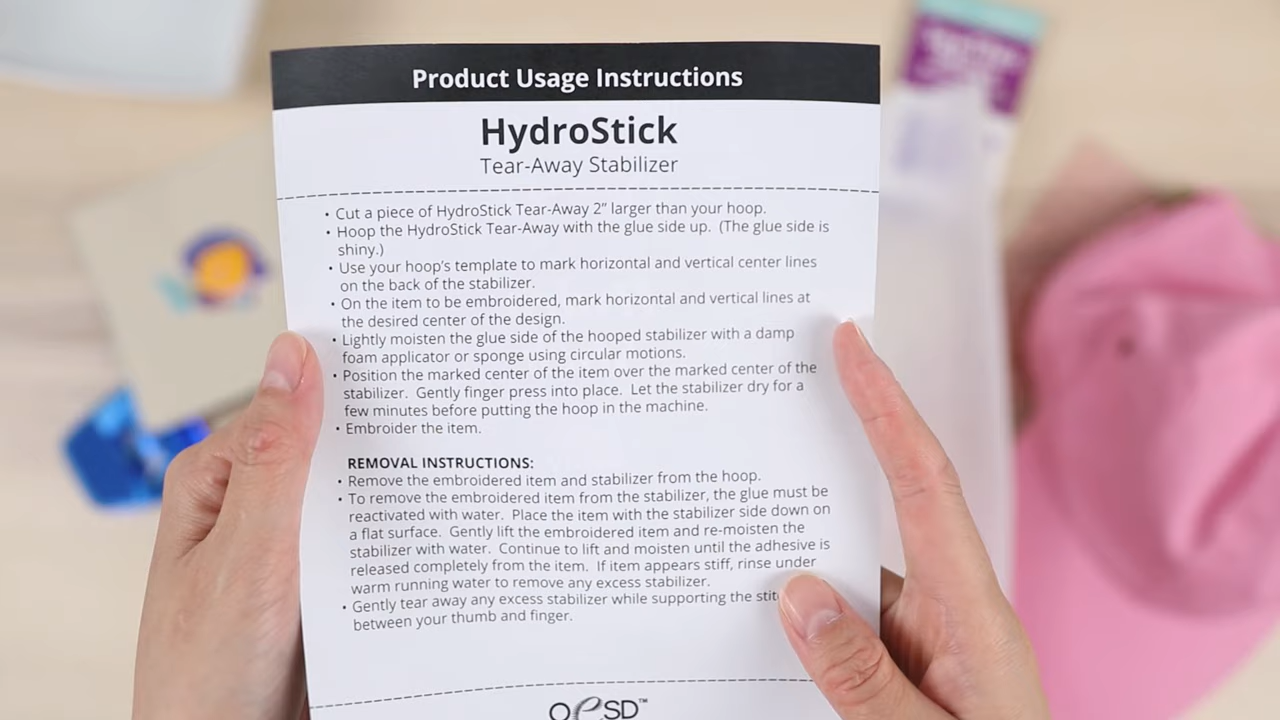 Product Usage Instructions
HydroStick
Tear-Away Stabilizer
• Cut a piece of HydroStick Tear-Away 2” larger than your hoop.
• Hoop the HydroStick Tear-Away with the glue side up. (The glue side is
shiny.)
• Use your hoop’s template to mark horizontal and vertical center lines
on the back of the stabilizer.
• On the item to be embroidered, mark horizontal and vertical lines at
the desired center of the design.
• Lightly moisten the glue side of the hooped stabilizer with a damp
foam applicator or sponge using circular motions.
• Position the marked center of the item over the marked center of the
stabilizer. Gently finger press into place. Let the stabilizer dry for a
few minutes before putting the hoop in the machine.
• Embroider the item.
REMOVAL INSTRUCTIONS:
• Remove the embroidered item and stabilizer from the hoop.
• To remove the embroidered item from the stabilizer, the glue must be
reactivated with water. Place the item with the stabilizer side down on
a flat surface. Gently lift the embroidered item and re-moisten the
stabilizer with water. Continue to lift and moisten until the adhesive is
released completely from the item. If item appears stiff, rinse under
warm running water to remove any excess stabilizer.
• Gently tear away any excess stabilizer while supporting the
between your thumb and finger.
OESD™